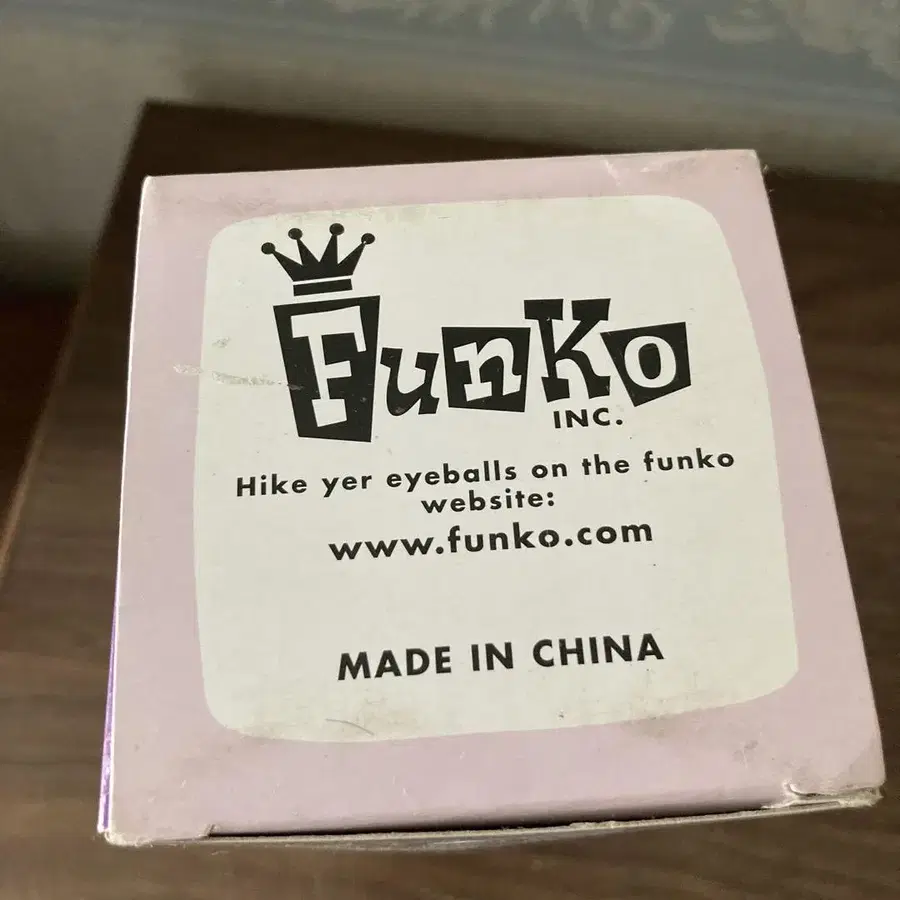 FunKo
INC.
Hike yer eyeballs on the funko
website:
www.funko.com
MADE IN CHINA